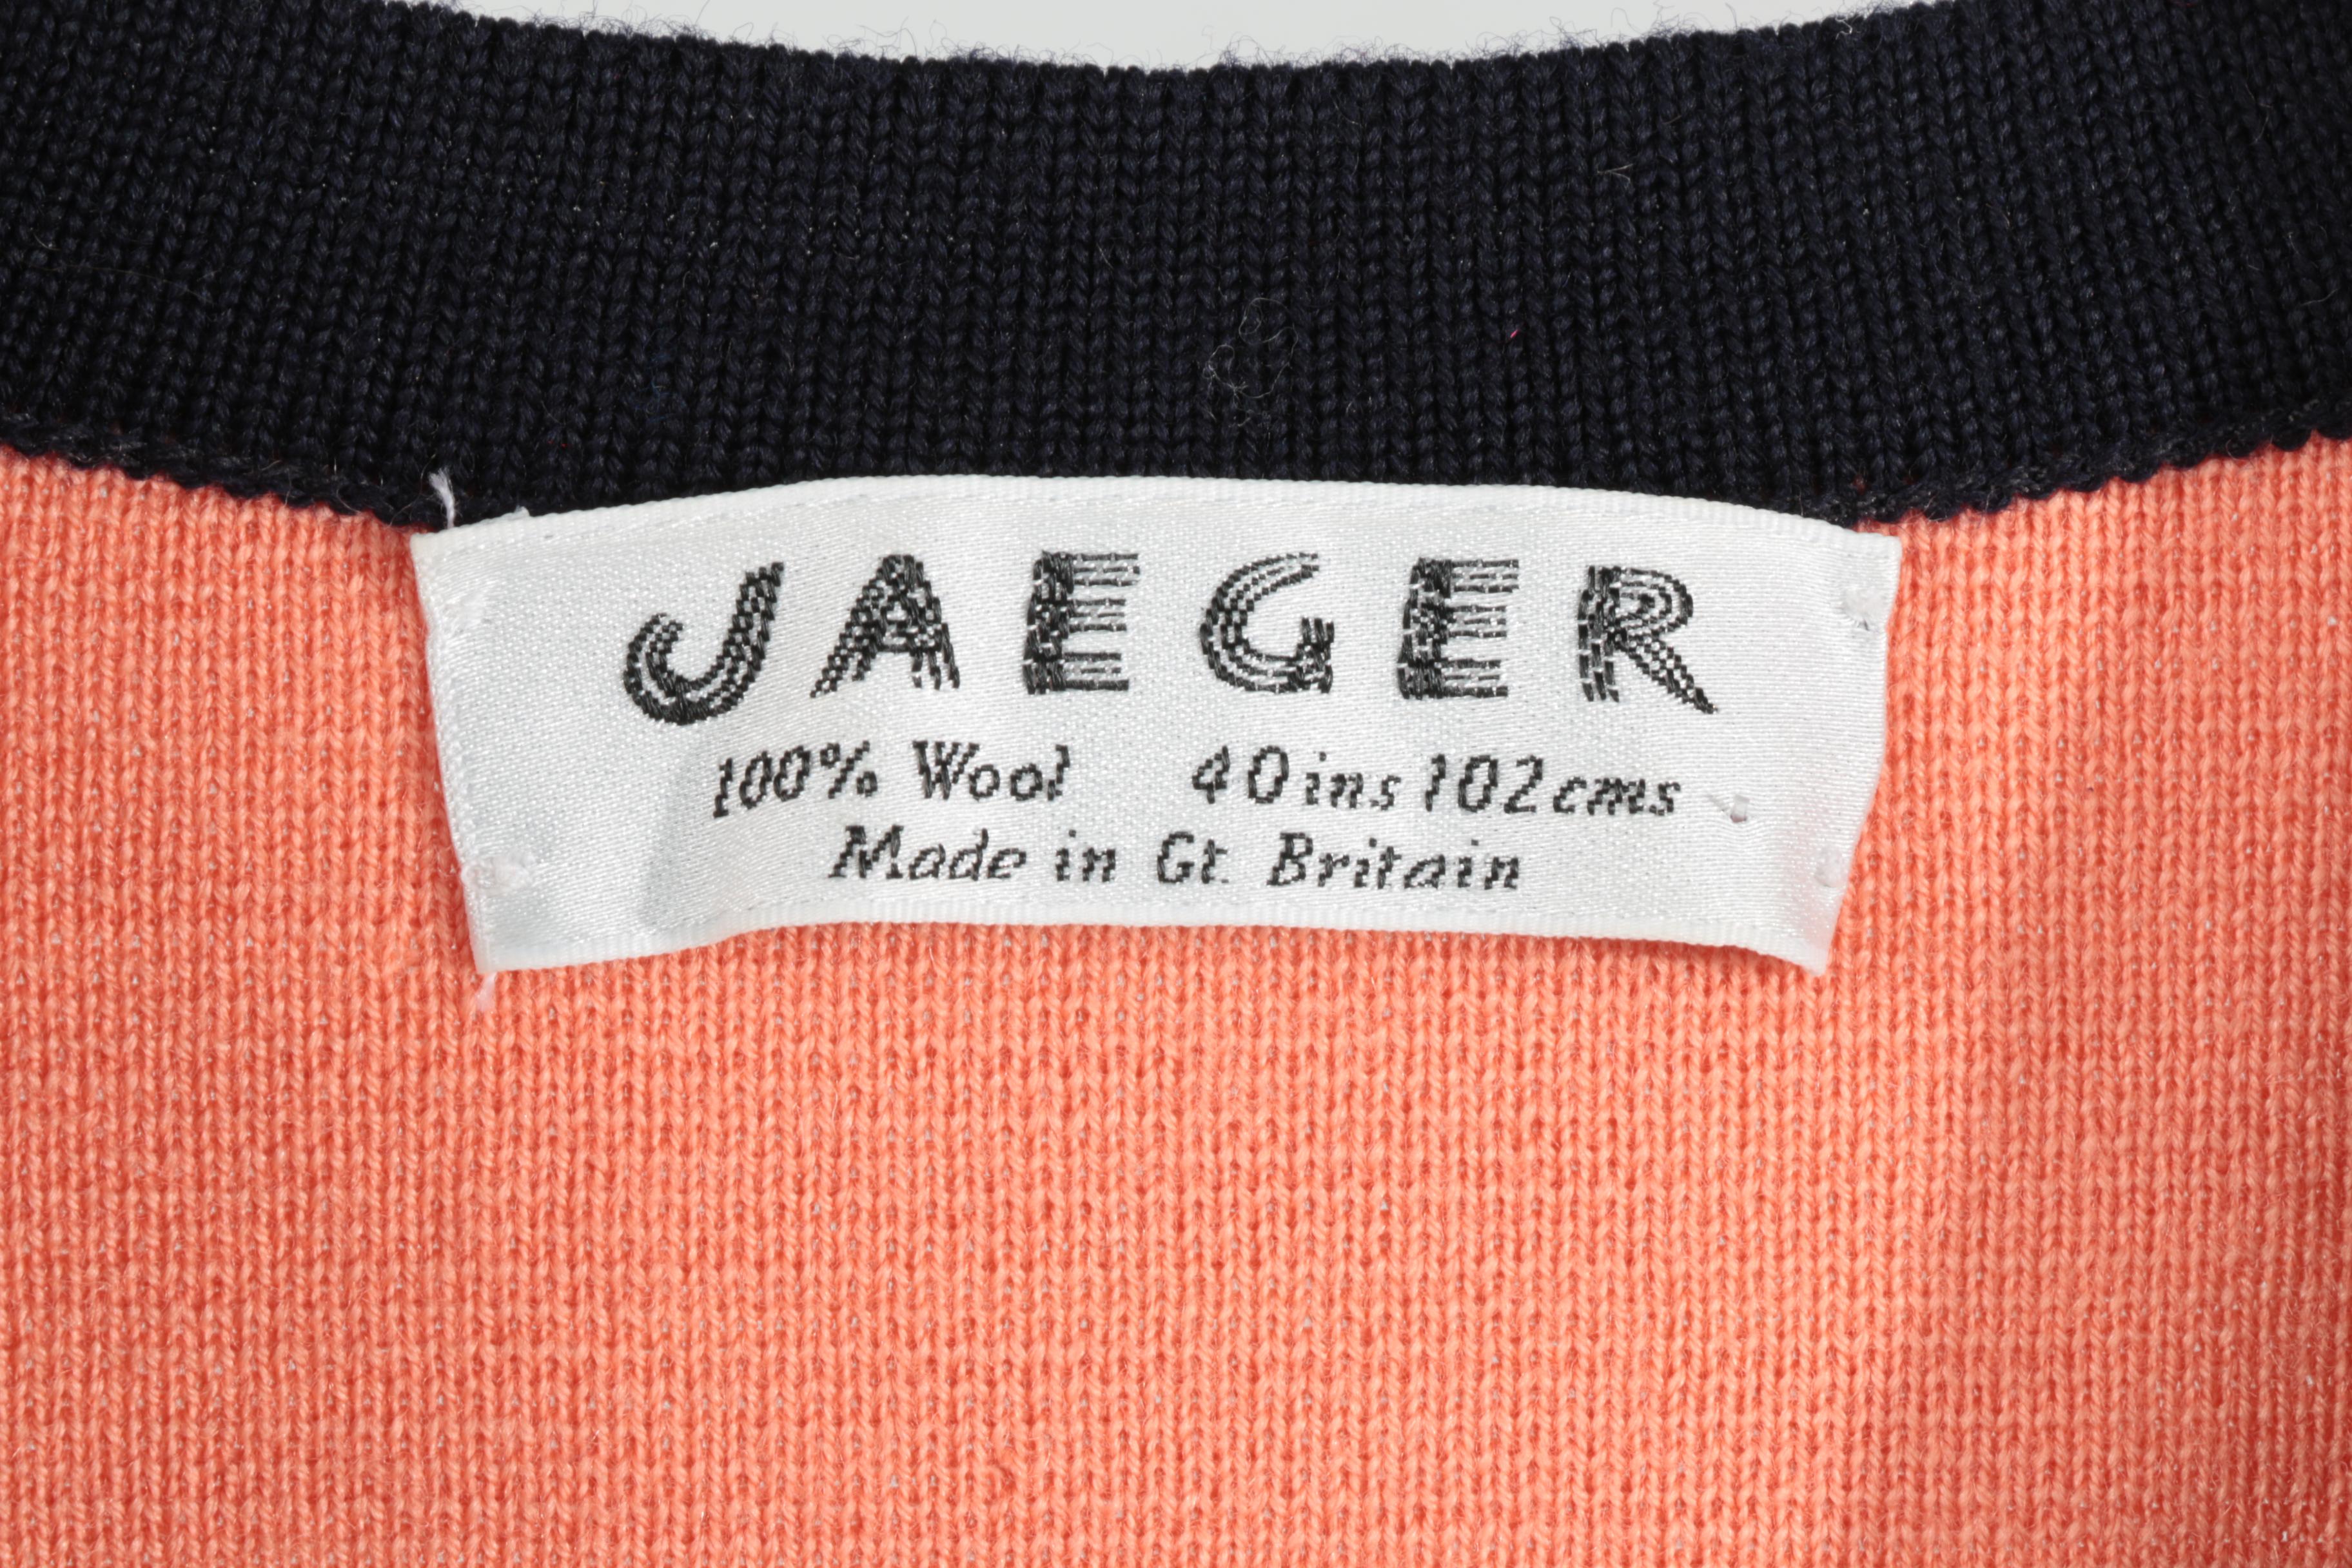 JAEGER
100% Wool 40ins 102cms
Made in Gt. Britain